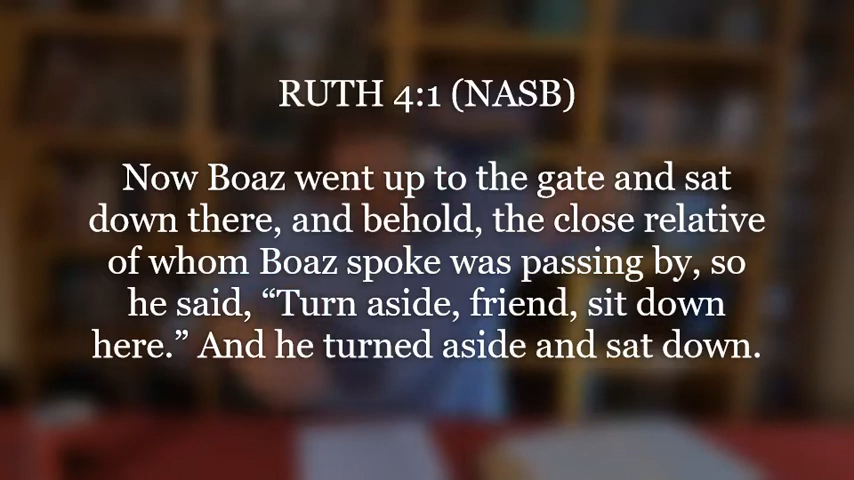 RUTH 4:1 (NASB)
Now Boaz went up to the gate and sat
down there, and behold, the close relative
of whom Boaz spoke was passing by, so
he said, “Turn aside, friend, sit down
here.” And he turned aside and sat down.